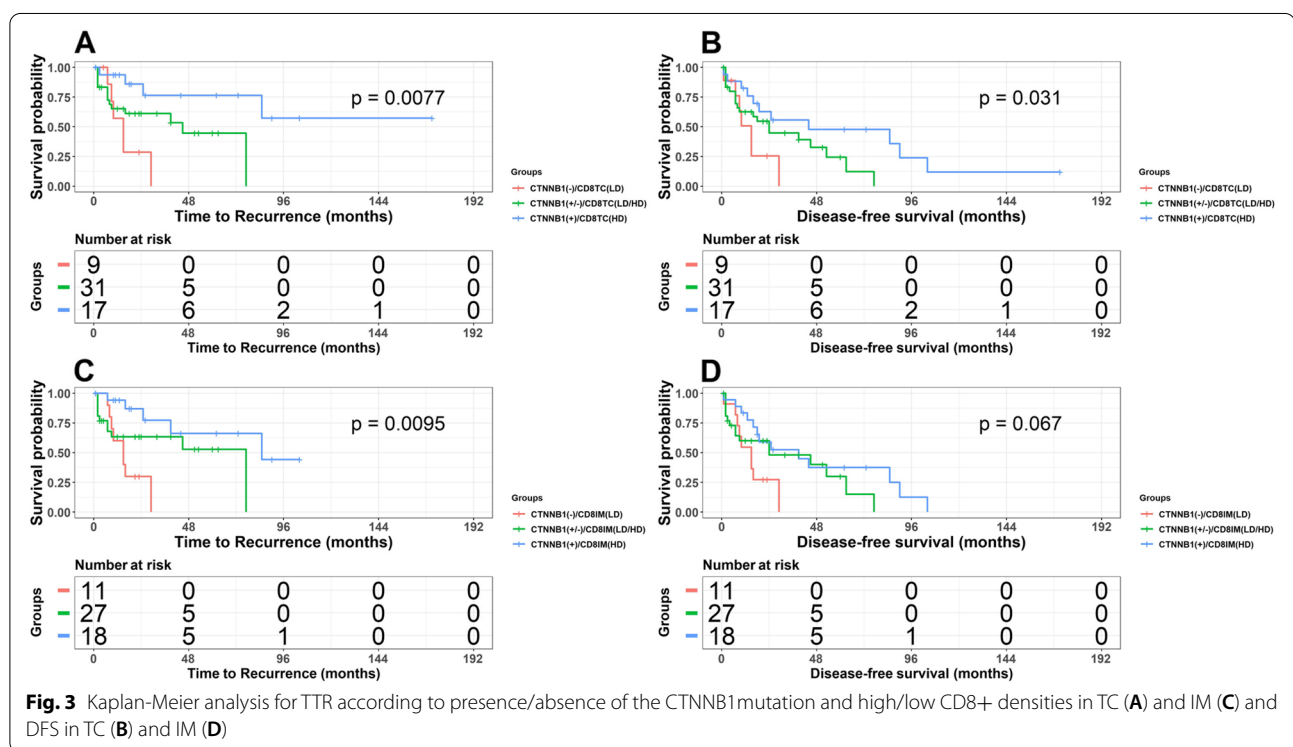 A
Survival probability
1.00
0.75
0.50
0.25
0.00
p = 0.0077
0 48 96 144 192
Time to Recurrence (months)
Groups
CTNNB1(-)/CD8TC(LD)
CTNNB1(+/-)/CD8TC(LD/HD)
CTNNB1(+)/CD8TC(HD)
Number at risk
Groups
9 0 0 0 0
31 5 0 0 0
17 6 2 1 0
0 48 96 144 192
Time to Recurrence (months)
B
Survival probability
1.00
0.75
0.50
0.25
0.00
p = 0.031
0 48 96 144 192
Disease-free survival (months)
Groups
CTNNB1(-)/CD8TC(LD)
CTNNB1(+/-)/CD8TC(LD/HD)
CTNNB1(+)/CD8TC(HD)
Number at risk
Groups
9 0 0 0 0
31 5 0 0 0
17 6 2 1 0
0 48 96 144 192
Disease-free survival (months)
C
Survival probability
1.00
0.75
0.50
0.25
0.00
p = 0.0095
0 48 96 144 192
Time to Recurrence (months)
Groups
CTNNB1(-)/CD8IM(LD)
CTNNB1(+/-)/CD8IM(LD/HD)
CTNNB1(+)/CD8IM(HD)
Number at risk
Groups
11 0 0 0 0
27 5 0 0 0
18 5 1 0 0
0 48 96 144 192
Time to Recurrence (months)
D
Survival probability
1.00
0.75
0.50
0.25
0.00
p = 0.067
0 48 96 144 192
Disease-free survival (months)
Groups
CTNNB1(-)/CD8IM(LD)
CTNNB1(+/-)/CD8IM(LD/HD)
CTNNB1(+)/CD8IM(HD)
Number at risk
Groups
11 0 0 0 0
27 5 0 0 0
18 5 1 0 0
0 48 96 144 192
Disease-free survival (months)
Fig. 3 Kaplan-Meier analysis for TTR according to presence/absence of the CTNNB1mutation and high/low CD8+ densities in TC (A) and IM (C) and
DFS in TC (B) and IM (D)